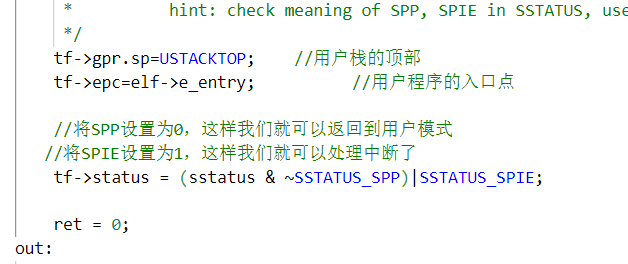 * hint: check meaning of SPP, SPIE in SSTATUS, use
*/
tf->gpr.sp=USTACKTOP; //用户栈的顶部
tf->epc=elf->e_entry; //用户程序的入口点
//将SPP设置为0，这样我们就可以返回到用户模式
//将SPIE设置为1，这样我们就可以处理中断了
tf->status = (sstatus & ~SSTATUS_SPP)|SSTATUS_SPIE;
ret = 0;
out: